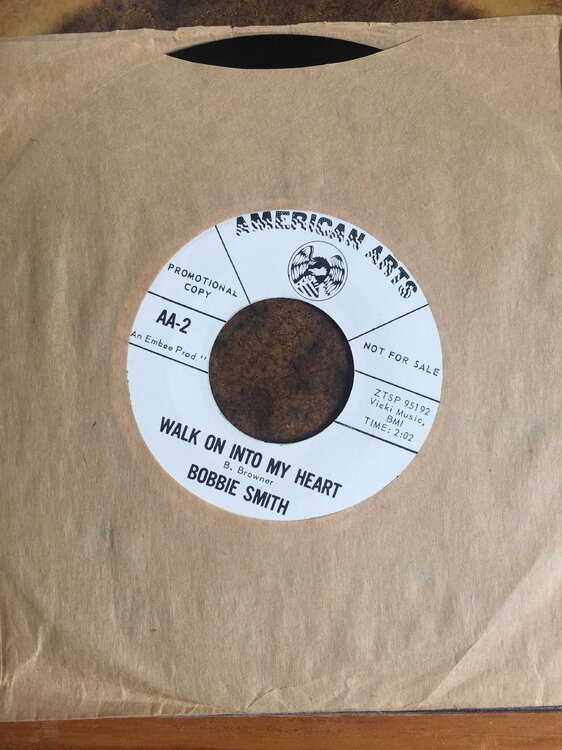 AMERICAN ARTS
PROMOTIONAL
COPY
AA-2
An Embee Prod."
NOT FOR SALE
ZTSP 95192
Vicki Music,
BMI
TIME: 2:02
WALK ON INTO MY HEART
B. Browner
BOBBIE SMITH